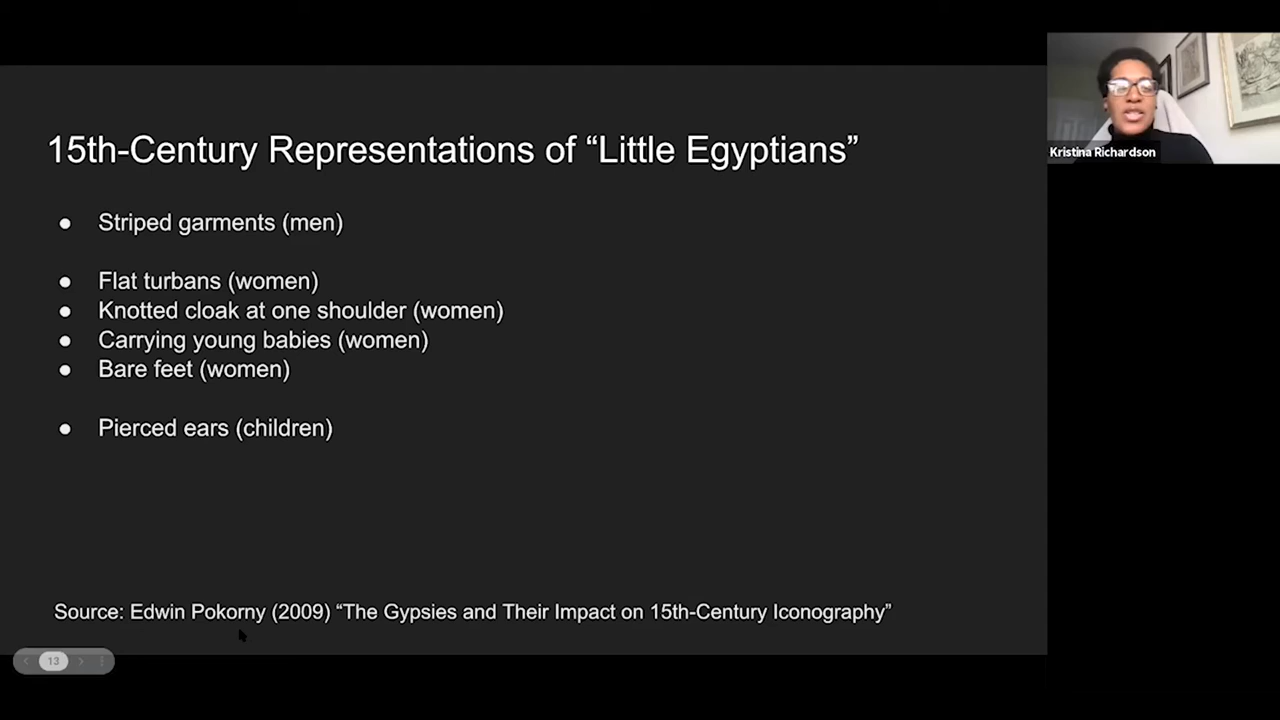 15th-Century Representations of “Little Egyptians”
● Striped garments (men)
● Flat turbans (women)
● Knotted cloak at one shoulder (women)
● Carrying young babies (women)
● Bare feet (women)
● Pierced ears (children)
Source: Edwin Pokorny (2009) “The Gypsies and Their Impact on 15th-Century Iconography”
13
Kristina Richardson